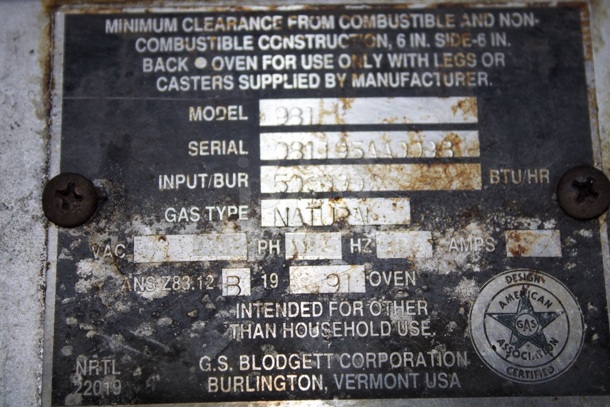 MINIMUM CLEARANCE FROM COMBUSTIBLE AND NON-
COMBUSTIBLE CONSTRUCTION, 6 IN. SIDE-6 IN.
BACK ● OVEN FOR USE ONLY WITH LEGS OR
CASTERS SUPPLIED BY MANUFACTURER.
MODEL 981
SERIAL
INPUT/BUR BTU/HR
GAS TYPE NATURAL
VAC PH HZ AMPS
ANS Z83.12 B 19 91 OVEN
INTENDED FOR OTHER
THAN HOUSEHOLD USE.
NRTL
22019
G.S. BLODGETT CORPORATION
BURLINGTON, VERMONT USA
DESIGN
AMERICAN
GAS
ASSOCIATION
CERTIFIED